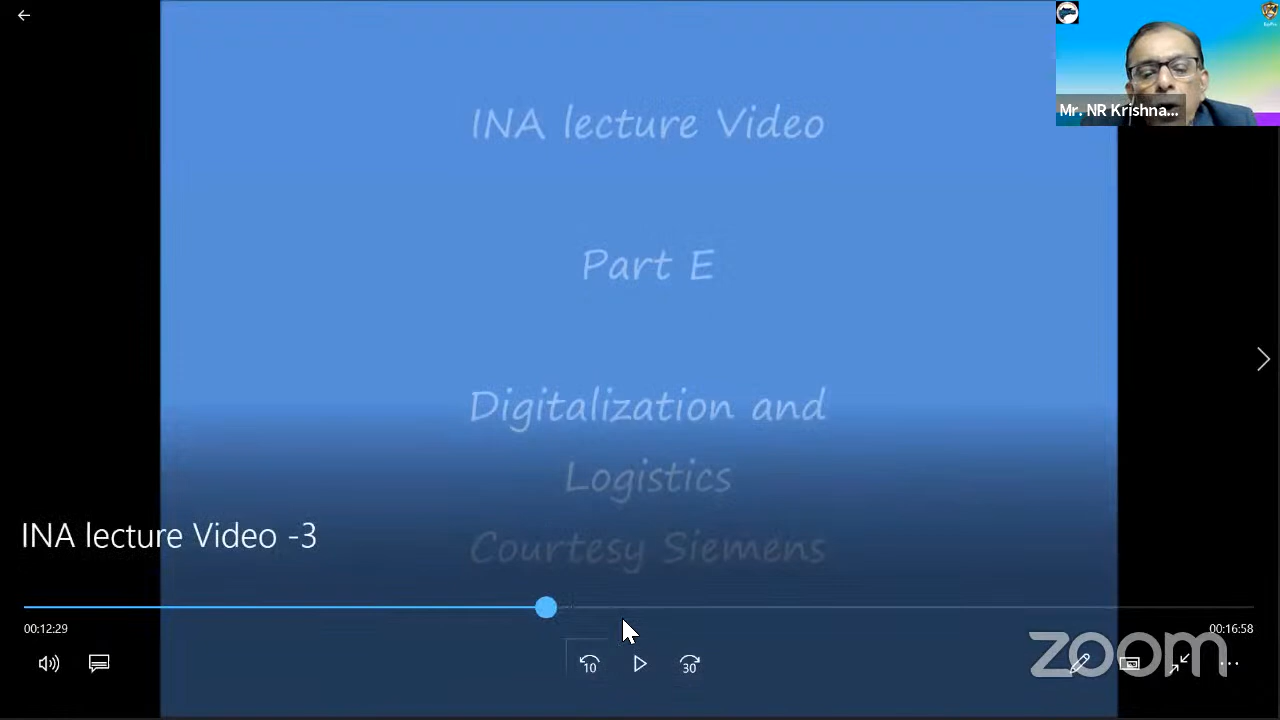 Mr. NR Krishna...
INA lecture Video
Part E
Digitalization and
Logistics
Courtesy Siemens
INA lecture Video -3
00:12:29
00:16:58
10
30
zoom